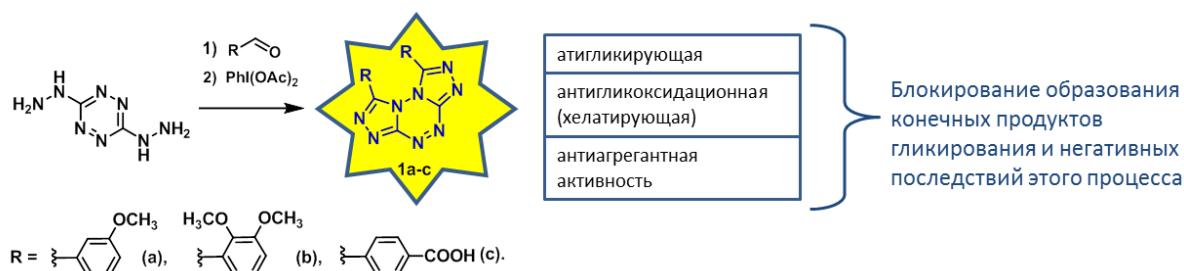 1) R O
2) PhI(OAc)2
H2N N H
N N N N
H N NH2
R R
N N N N N N N N N N
1a-c
атигликирующая
антигликоксидационная
(хелатирующая)
антиагрегантная
активность
Блокирование образования
конечных продуктов
гликирования и негативных
последствий этого процесса
R = OCH3 (a), H3CO OCH3 (b), COOH (c).